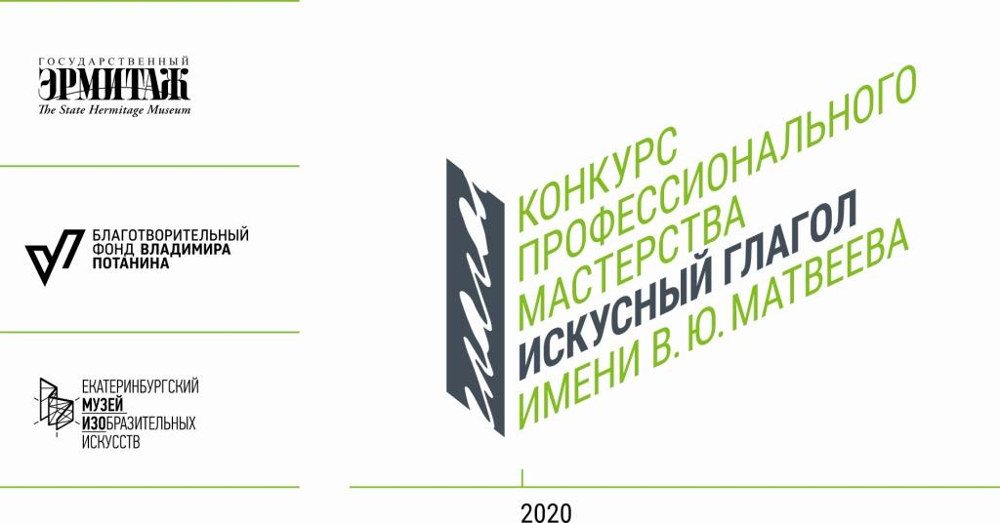 ГОСУДАРСТВЕННЫЙ
ЭРМИТАЖ
The State Hermitage Museum
БЛАГОТВОРИТЕЛЬНЫЙ
ФОНД ВЛАДИМИРА
ПОТАНИНА
ЕКАТЕРИНБУРГСКИЙ
МУЗЕЙ
ИЗОБРАЗИТЕЛЬНЫХ
ИСКУССТВ
КОНКУРС
ПРОФЕССИОНАЛЬНОГО
МАСТЕРСТВА
ИСКУСНЫЙ ГЛАГОЛ
ИМЕНИ В. Ю. МАТВЕЕВА
2020